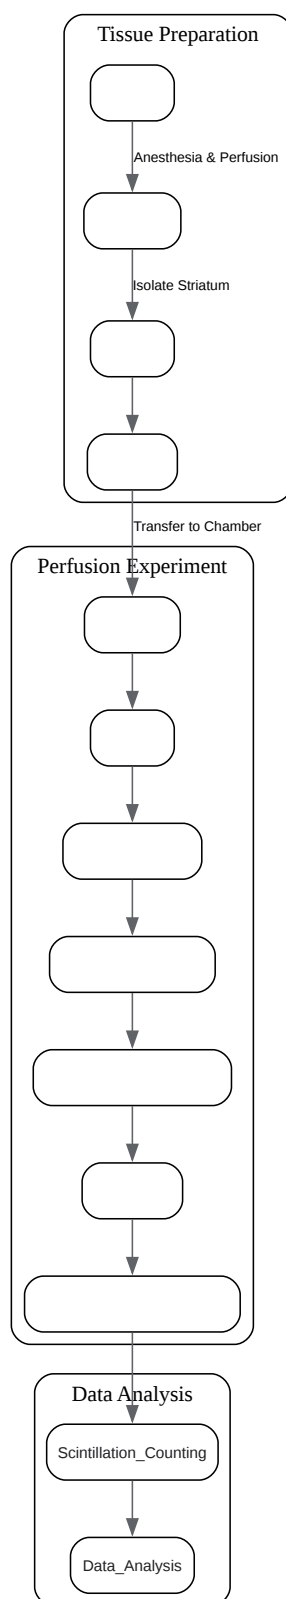 Tissue Preparation
Anesthesia & Perfusion
Isolate Striatum
Transfer to Chamber
Perfusion Experiment
Data Analysis
Scintillation_Counting
Data_Analysis